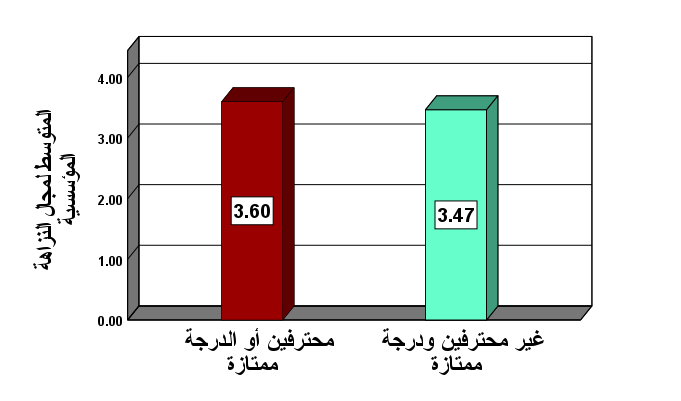 المتوسط لمجال النزاهة
المؤسسية
4.00
3.00
2.00
1.00
0.00
3.60
3.47
محترفين أو الدرجة
ممتازة
غير محترفين ودرجة
ممتازة